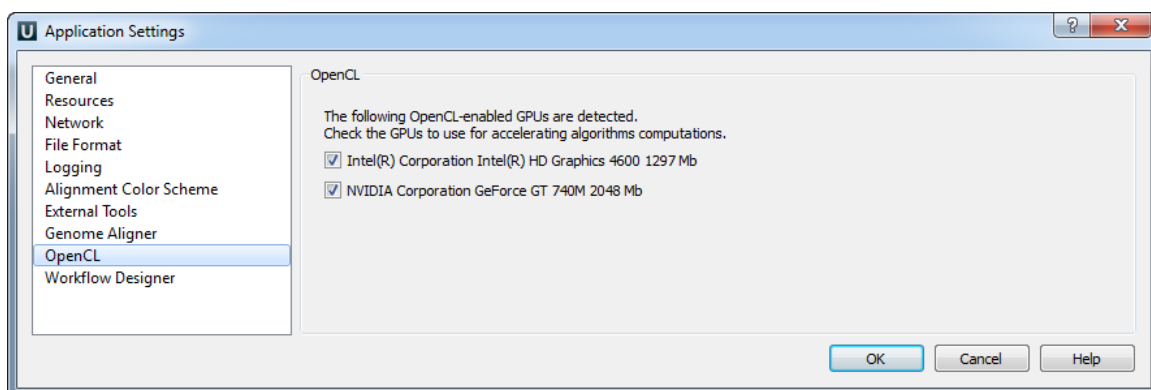 U Application Settings
? X
General
Resources
Network
File Format
Logging
Alignment Color Scheme
External Tools
Genome Aligner
OpenCL
Workflow Designer
OpenCL
The following OpenCL-enabled GPUs are detected.
Check the GPUs to use for accelerating algorithms computations.
Intel(R) Corporation Intel(R) HD Graphics 4600 1297 Mb
NVIDIA Corporation GeForce GT 740M 2048 Mb
OK Cancel Help